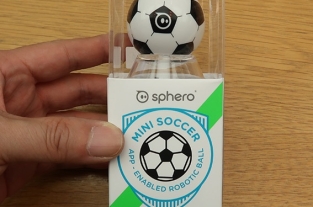 sphero
MINI SOCCER
APP - ENABLED ROBOTIC BALL